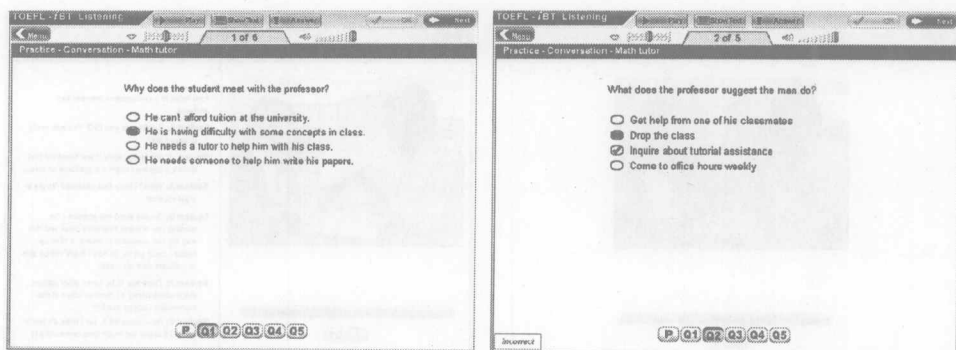 TOEFL - iBT Listening
Next
Menu
1 of 5
Practice - Conversation - Math tutor
Why does the student meet with the professor?
He can't afford tuition at the university.
He is having difficulty with some concepts in class.
He needs a tutor to help him with his class.
He needs someone to help him write his papers.
P Q1 Q2 Q3 Q4 Q5
TOEFL - iBT Listening
Next
Menu
2 of 5
Practice - Conversation - Math tutor
What does the professor suggest the man do?
Get help from one of his classmates
Drop the class
Inquire about tutorial assistance
Come to office hours weekly
P Q1 Q2 Q3 Q4 Q5
Incorrect